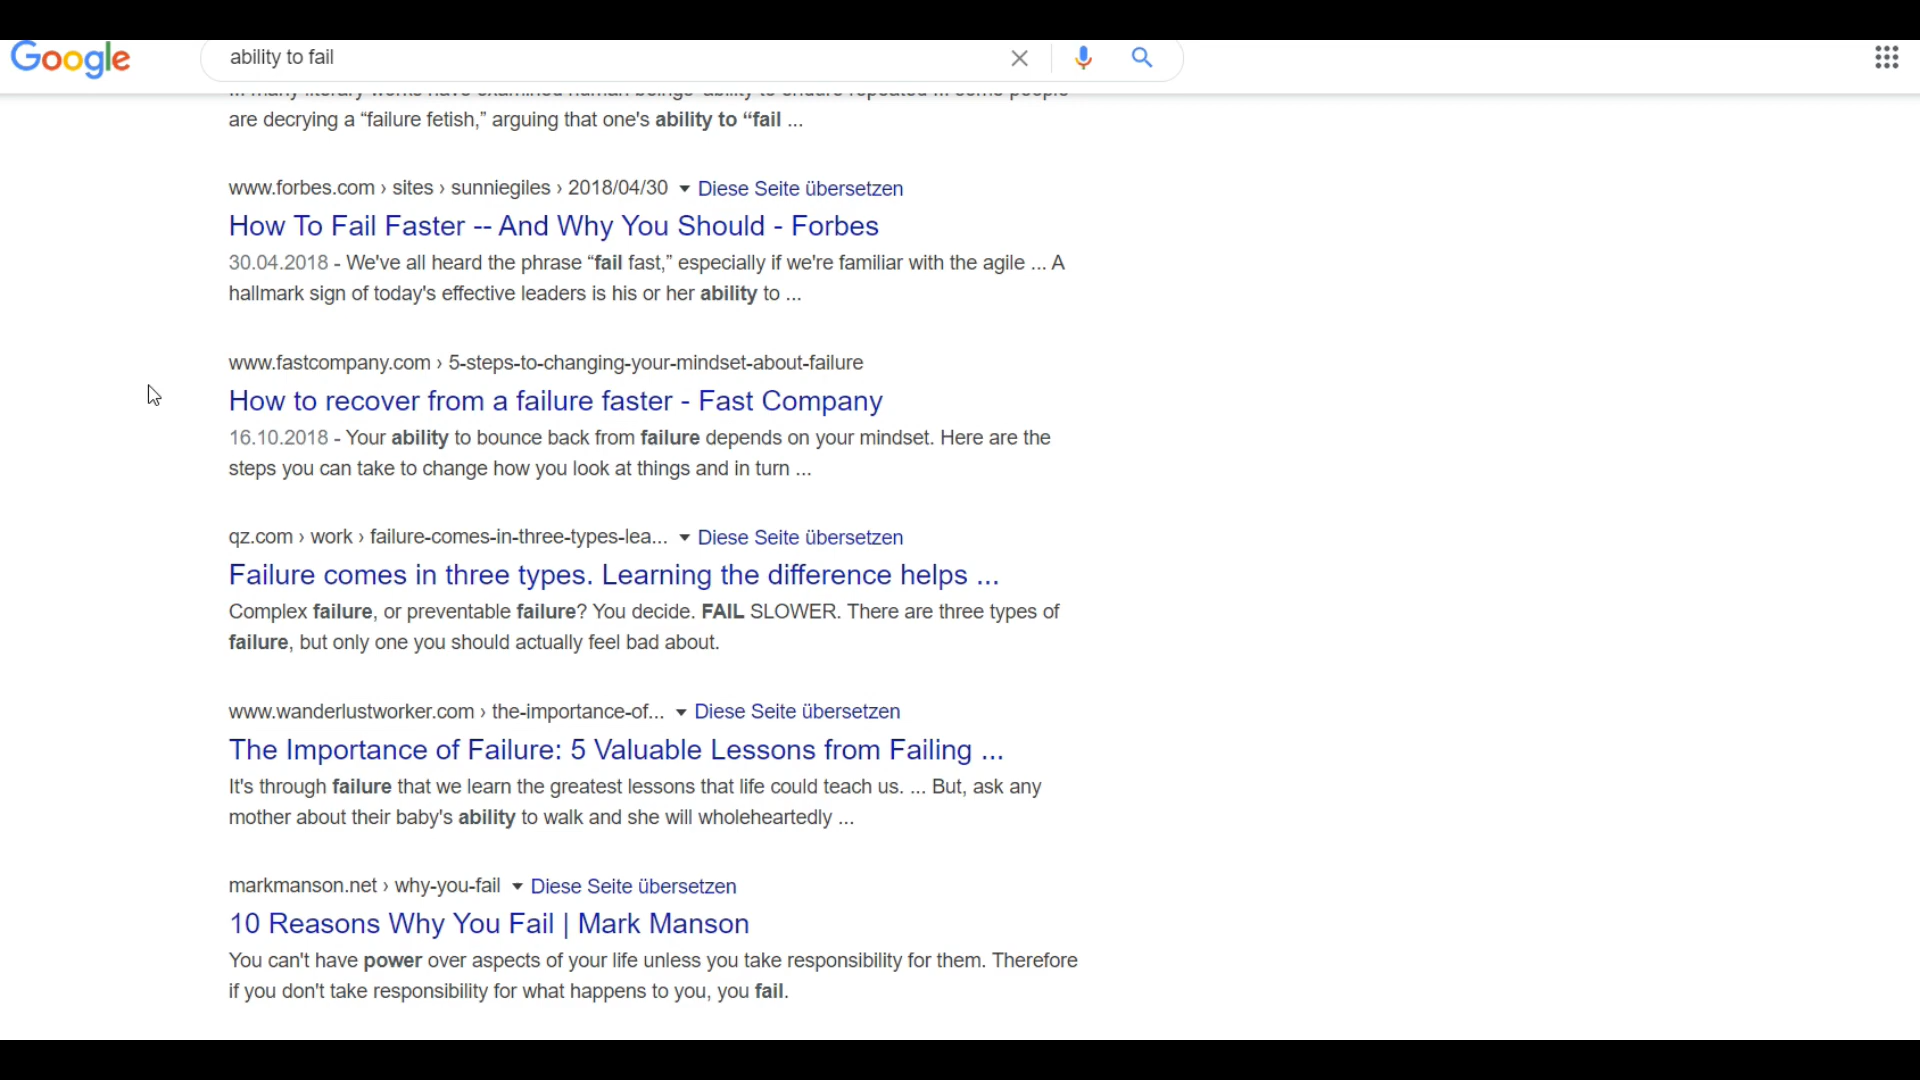 Google
ability to fail
are decrying a “failure fetish,” arguing that one's ability to “fail ...
www.forbes.com › sites › sunniegiles › 2018/04/30 Diese Seite übersetzen
How To Fail Faster -- And Why You Should - Forbes
30.04.2018 - We've all heard the phrase “fail fast,” especially if we're familiar with the agile ... A
hallmark sign of today's effective leaders is his or her ability to ...
www.fastcompany.com › 5-steps-to-changing-your-mindset-about-failure
How to recover from a failure faster - Fast Company
16.10.2018 - Your ability to bounce back from failure depends on your mindset. Here are the
steps you can take to change how you look at things and in turn ...
qz.com › work › failure-comes-in-three-types-lea... Diese Seite übersetzen
Failure comes in three types. Learning the difference helps ...
Complex failure, or preventable failure? You decide. FAIL SLOWER. There are three types of
failure, but only one you should actually feel bad about.
www.wanderlustworker.com › the-importance-of... Diese Seite übersetzen
The Importance of Failure: 5 Valuable Lessons from Failing ...
It's through failure that we learn the greatest lessons that life could teach us. ... But, ask any
mother about their baby's ability to walk and she will wholeheartedly ...
markmanson.net › why-you-fail Diese Seite übersetzen
10 Reasons Why You Fail | Mark Manson
You can't have power over aspects of your life unless you take responsibility for them. Therefore
if you don't take responsibility for what happens to you, you fail.